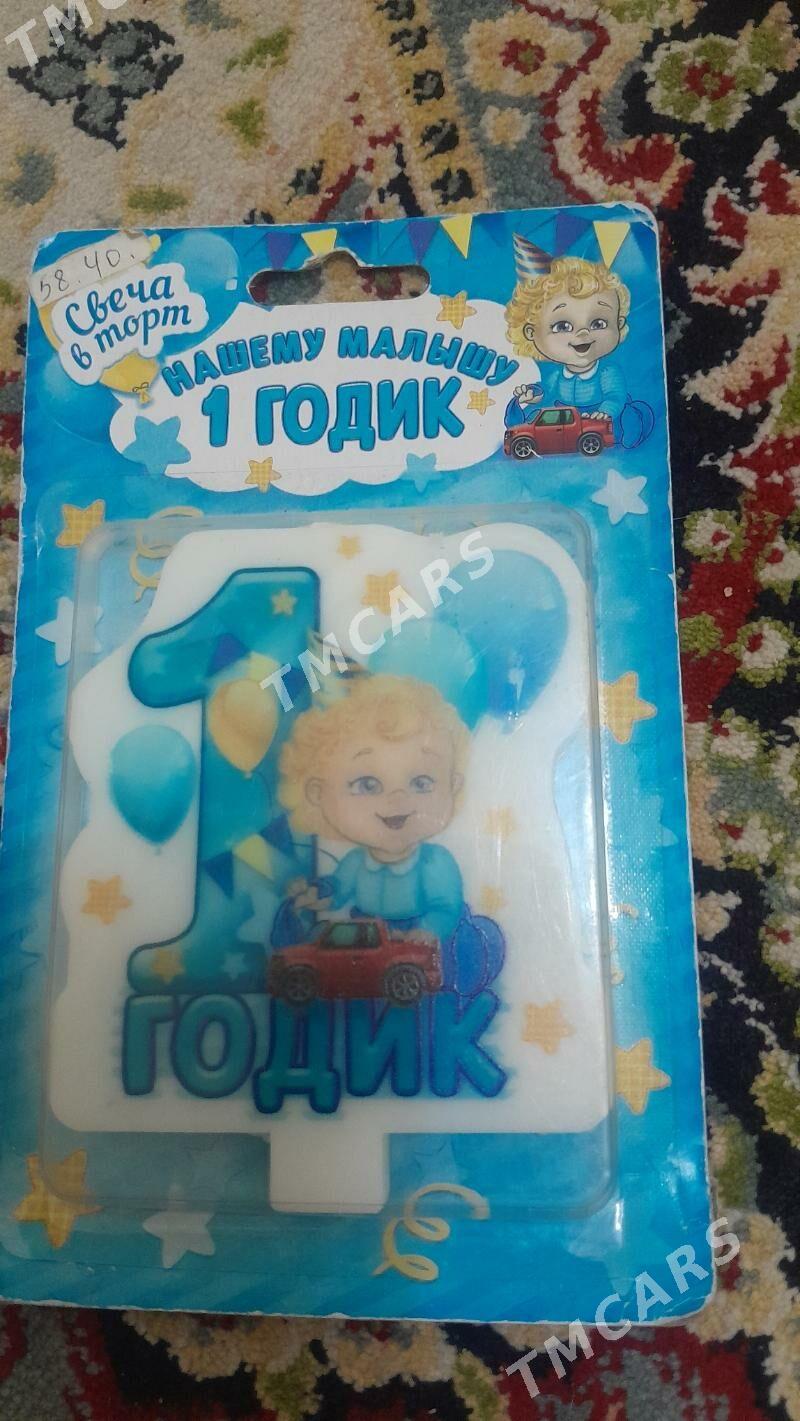 TMCARS
58.40.
Свеча
в торт
НАШЕМУ МАЛЫШУ
1 ГОДИК
TMCARS
1
ГОДИК
TMCARS